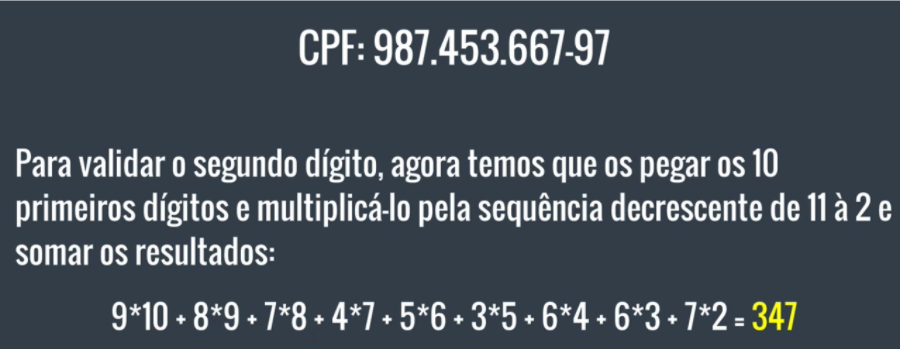 CPF: 987.453.667-97
Para validar o segundo dígito, agora temos que os pegar os 10
primeiros dígitos e multiplicá-lo pela sequência decrescente de 11 à 2 e
somar os resultados:
9*10 + 8*9 + 7*8 + 4*7 + 5*6 + 3*5 + 6*4 + 6*3 + 7*2 = 347